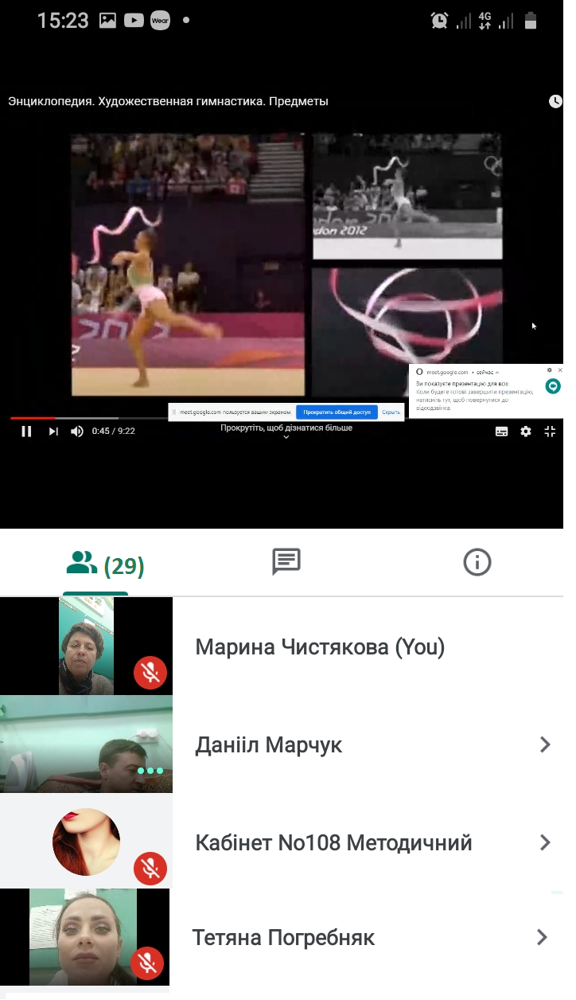 15:23
Wear
4G
Энциклопедия. Художественная гимнастика. Предметы
don 2012
2012
meet.google.com • сейчас
Ви показуєте презентацію для всіх
Коли будете готові завершити презентацію,
натисніть тут, щоб повернутися до
відеодзвінка.
meet.google.com пользуется вашим экраном.
Прекратить общий доступ
Скрыть
0:45 / 9:22
Прокрутіть, щоб дізнатися більше
(29)
Марина Чистякова (You)
Данііл Марчук
Кабінет No108 Методичний
Тетяна Погребняк